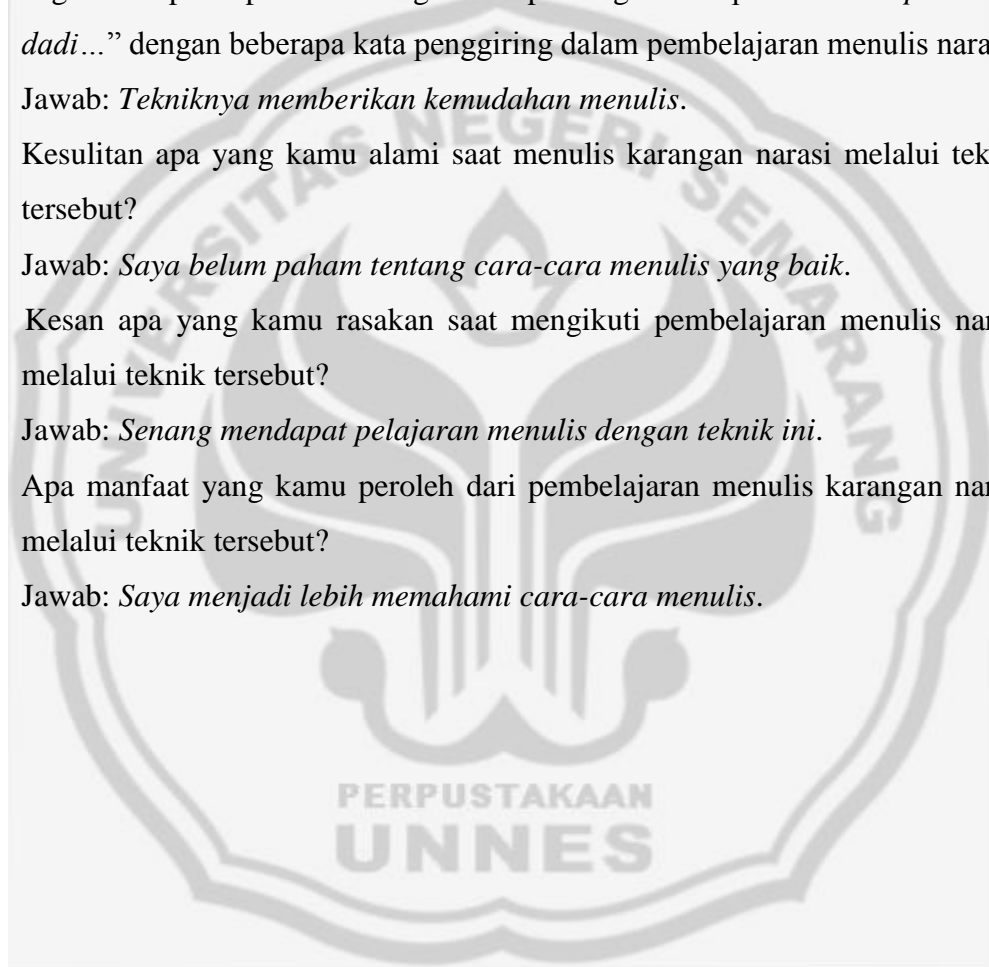 dadi…” dengan beberapa kata penggiring dalam pembelajaran menulis nara
Jawab: Tekniknya memberikan kemudahan menulis.
Kesulitan apa yang kamu alami saat menulis karangan narasi melalui tek
tersebut?
Jawab: Saya belum paham tentang cara-cara menulis yang baik.
Kesan apa yang kamu rasakan saat mengikuti pembelajaran menulis nar
melalui teknik tersebut?
Jawab: Senang mendapat pelajaran menulis dengan teknik ini.
Apa manfaat yang kamu peroleh dari pembelajaran menulis karangan nar
melalui teknik tersebut?
Jawab: Saya menjadi lebih memahami cara-cara menulis.
UNIVERSITAS NEGERI SEMARANG
PERPUSTAKAAN
UNNES